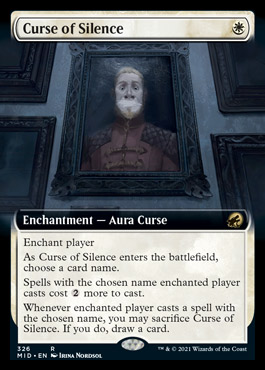 Curse of Silence
Enchantment — Aura Curse
Enchant player
As Curse of Silence enters the battlefield,
choose a card name.
Spells with the chosen name enchanted player
casts cost 2 more to cast.
Whenever enchanted player casts a spell with
the chosen name, you may sacrifice Curse of
Silence. If you do, draw a card.
326 R
MID • EN IRINA NORDSOL
™ & © 2021 Wizards of the Coast